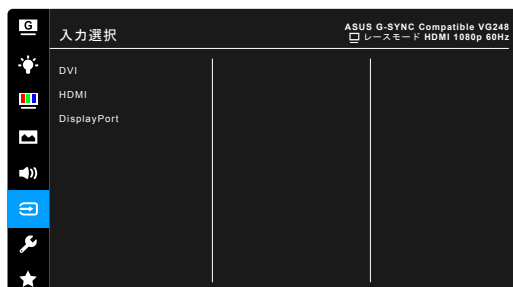 G
入力選択
ASUS G-SYNC Compatible VG248
レースモード HDMI 1080p 60Hz
DVI
HDMI
DisplayPort